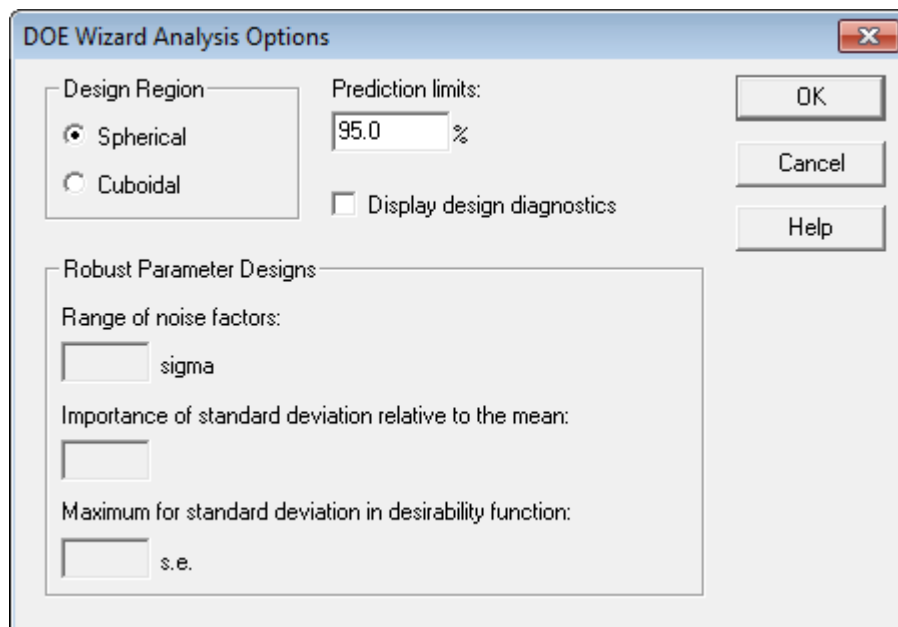 DOE Wizard Analysis Options
Design Region
Spherical
Cuboidal
Prediction limits:
95.0 %
Display design diagnostics
OK
Cancel
Help
Robust Parameter Designs
Range of noise factors:
sigma
Importance of standard deviation relative to the mean:
Maximum for standard deviation in desirability function:
s.e.